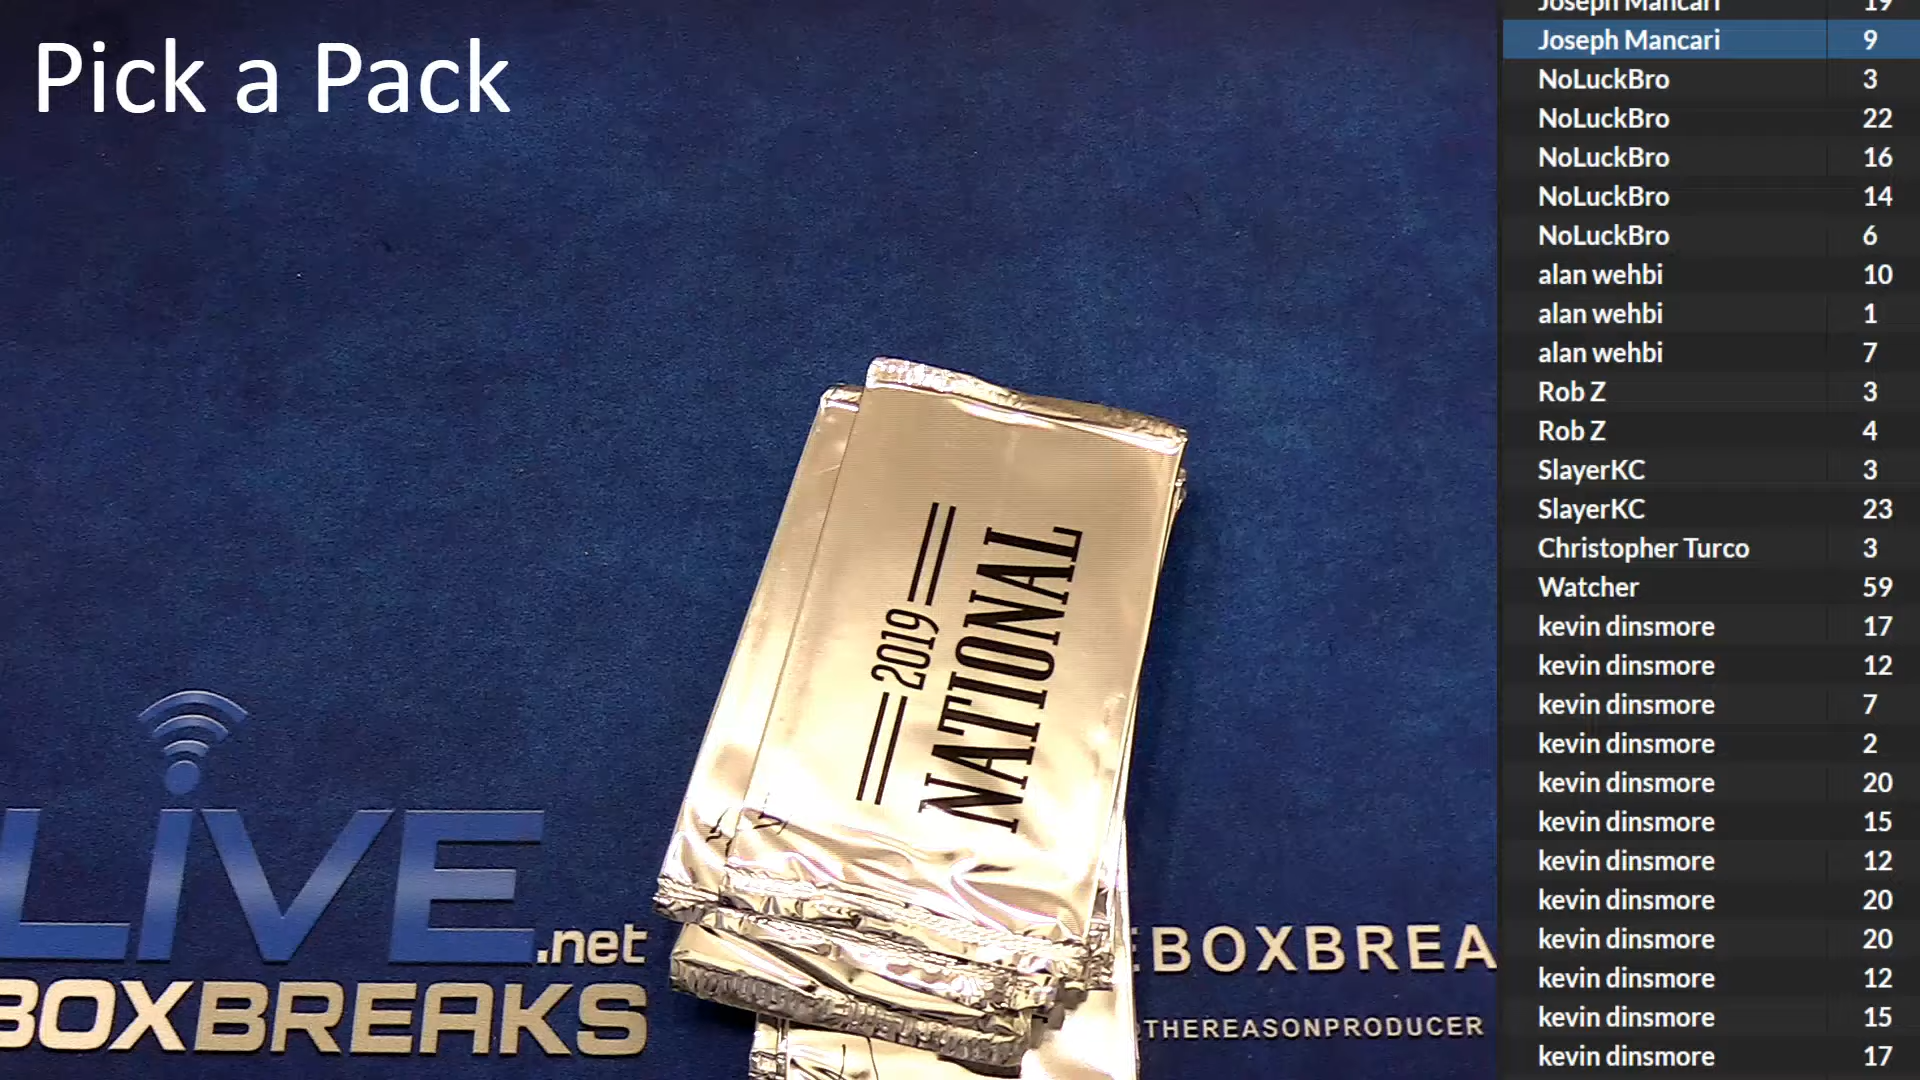 Pick a Pack
Joseph Mancari 19
Joseph Mancari 9
NoLuckBro 3
NoLuckBro 22
NoLuckBro 16
NoLuckBro 14
NoLuckBro 6
alan wehbi 10
alan wehbi 1
alan wehbi 7
Rob Z 3
Rob Z 4
SlayerKC 3
SlayerKC 23
Christopher Turco 3
Watcher 59
kevin dinsmore 17
kevin dinsmore 12
kevin dinsmore 7
kevin dinsmore 2
kevin dinsmore 20
kevin dinsmore 15
kevin dinsmore 12
kevin dinsmore 20
kevin dinsmore 20
kevin dinsmore 12
kevin dinsmore 15
kevin dinsmore 17
2019
NATIONAL
LiVE.net
BOXBREAKS
EBOXBREA
THEREASONPRODUCER